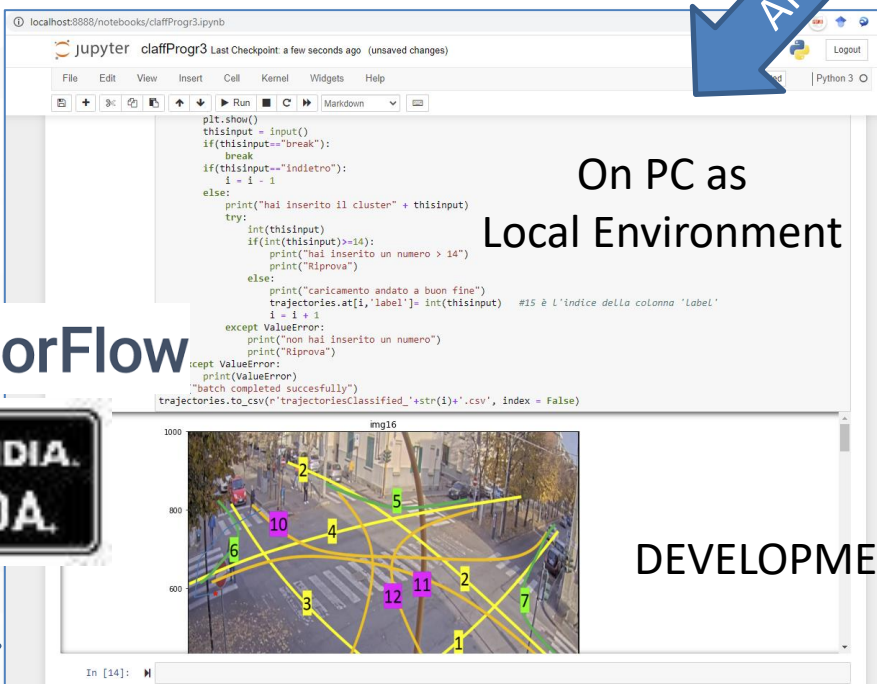 localhost:8888/notebooks/claffProgr3.ipynb
jupyter claffProgr3 Last Checkpoint: a few seconds ago (unsaved changes)
Logout
File Edit View Insert Cell Kernel Widgets Help
Python 3
Run
Markdown
plt.show()
thisinput = input()
if(thisinput=="break"):
break
if(thisinput=="indietro"):
i = i - 1
else:
print("hai inserito il cluster" + thisinput)
try:
int(thisinput)
if(int(thisinput)>=14):
print("hai inserito un numero > 14")
print("Riprova")
else:
print("caricamento andato a buon fine")
trajectories.at[i,'label']= int(thisinput) #15 è l'indice della colonna 'label'
i = i + 1
except ValueError:
print("non hai inserito un numero")
print("Riprova")
cept ValueError:
print(ValueError)
("batch completed succesfully")
trajectories.to_csv(r'trajectoriesClassified_'+str(i)+'.csv', index = False)
On PC as
Local Environment
orFlow
DIA.
DA
img16
1000
800
600
2
5
10
4
6
3
12
11
2
7
1
DEVELOPME
In [14]: